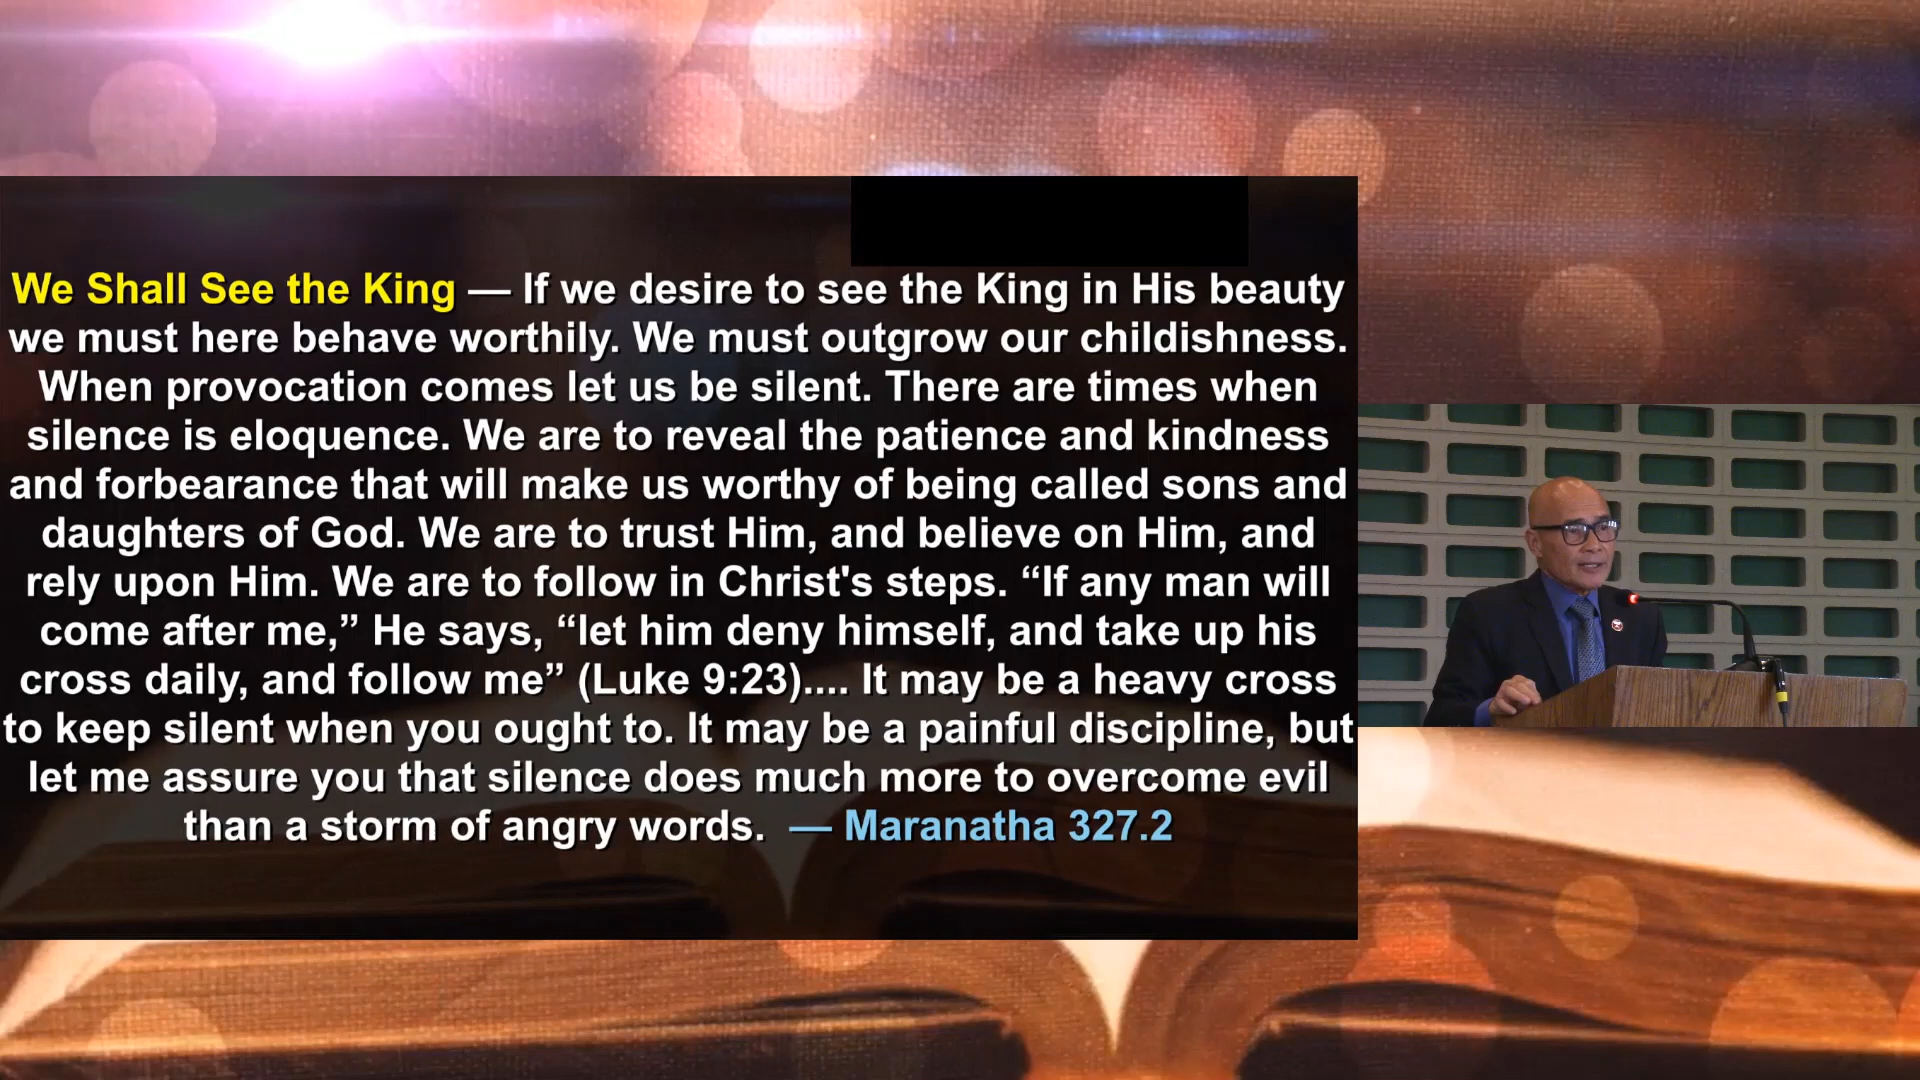 We Shall See the King — If we desire to see the King in His beauty
we must here behave worthily. We must outgrow our childishness.
When provocation comes let us be silent. There are times when
silence is eloquence. We are to reveal the patience and kindness
and forbearance that will make us worthy of being called sons and
daughters of God. We are to trust Him, and believe on Him, and
rely upon Him. We are to follow in Christ's steps. “If any man will
come after me,” He says, “let him deny himself, and take up his
cross daily, and follow me” (Luke 9:23).... It may be a heavy cross
to keep silent when you ought to. It may be a painful discipline, but
let me assure you that silence does much more to overcome evil
than a storm of angry words. — Maranatha 327.2